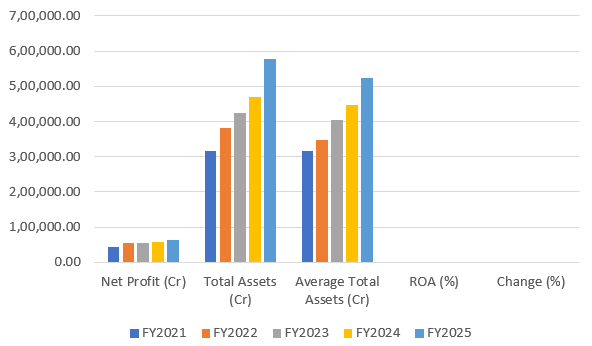 7,00,000.00
6,00,000.00
5,00,000.00
4,00,000.00
3,00,000.00
2,00,000.00
1,00,000.00
0.00
Net Profit (Cr) Total Assets Average Total ROA (%) Change (%)
(Cr) Assets (Cr)
FY2021 FY2022 FY2023 FY2024 FY2025